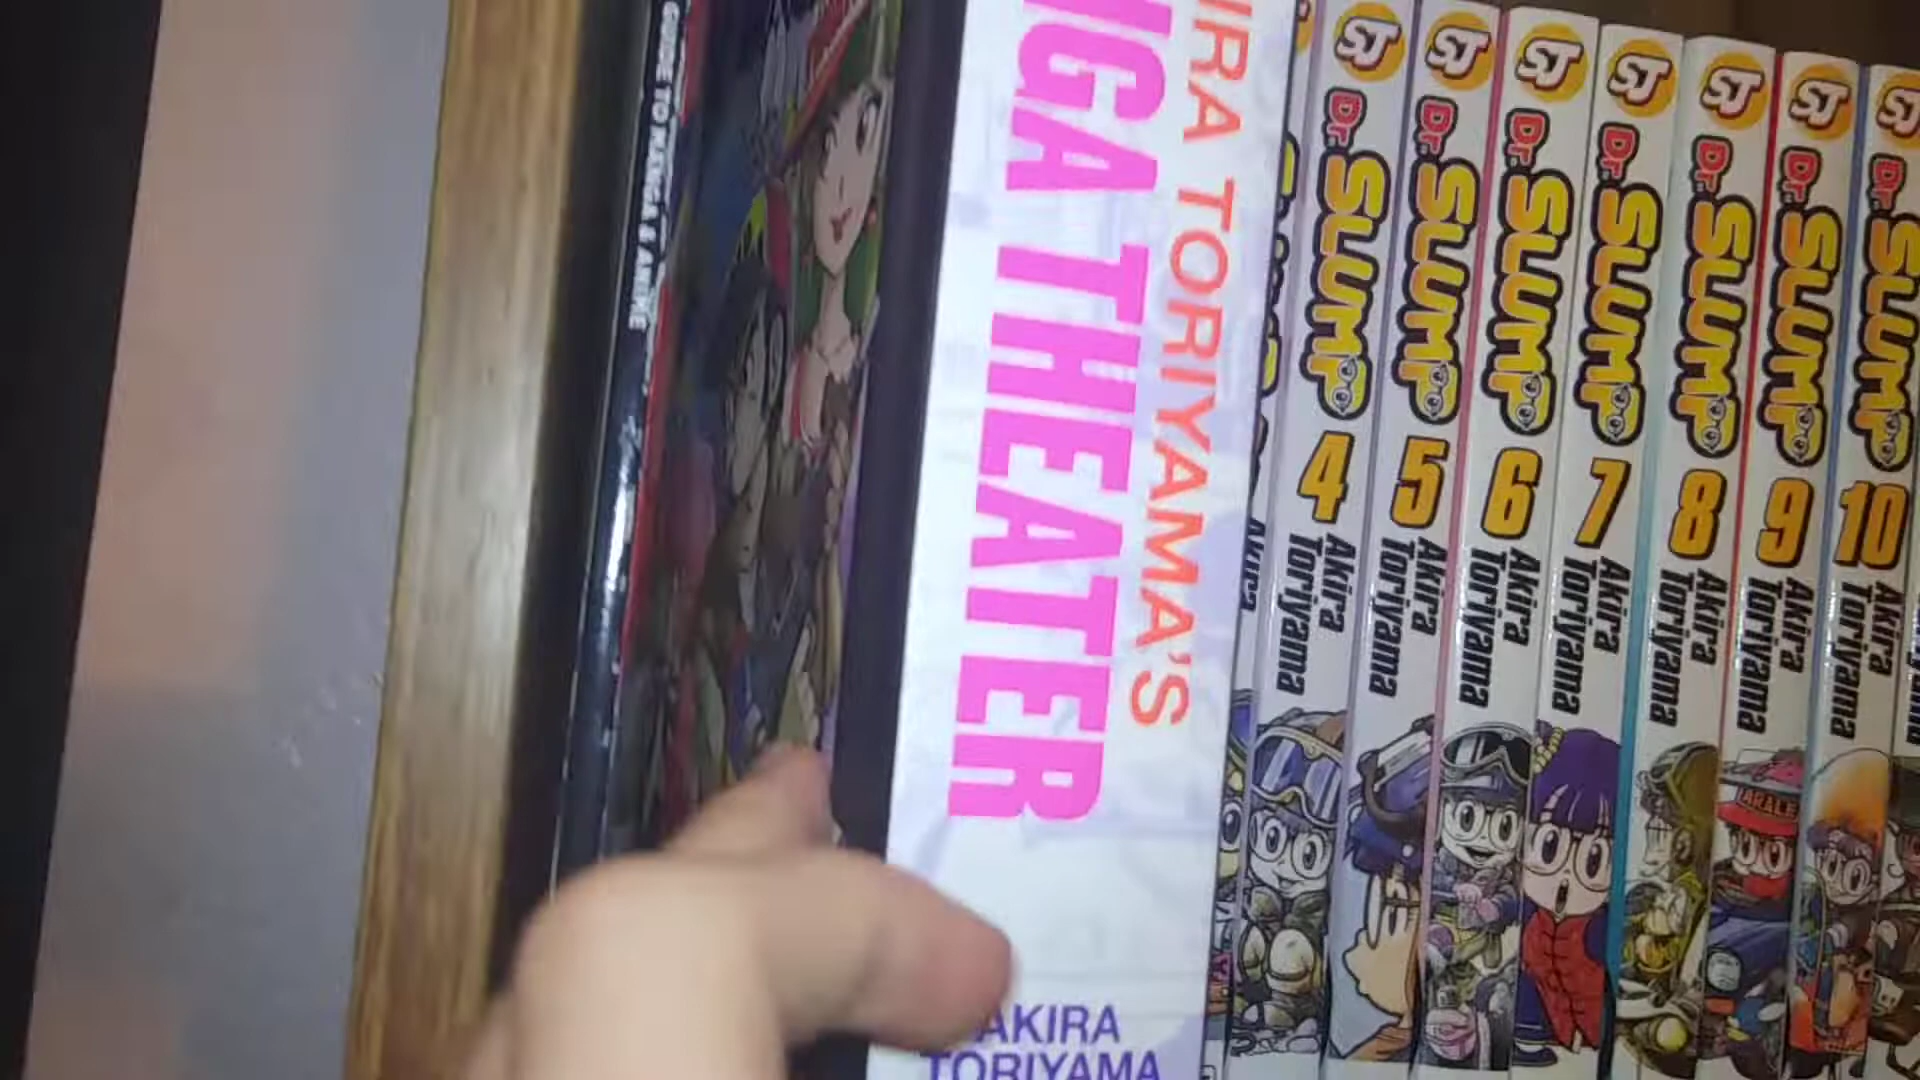 GUIDE TO MANGA & ANIME
IRA TORIYAMA'S
GA THEATER
AKIRA
TORIYAMA
Akira
SJ
Dr. SLUMP
4
Akira
Toriyama
SJ
Dr. SLUMP
5
Akira
Toriyama
SJ
Dr. SLUMP
6
Akira
Toriyama
SJ
Dr. SLUMP
7
Akira
Toriyama
SJ
Dr. SLUMP
8
Akira
Toriyama
SJ
Dr. SLUMP
9
Akira
Toriyama
ARALE
SJ
Dr. SLUMP
10
Akira
Toriyama